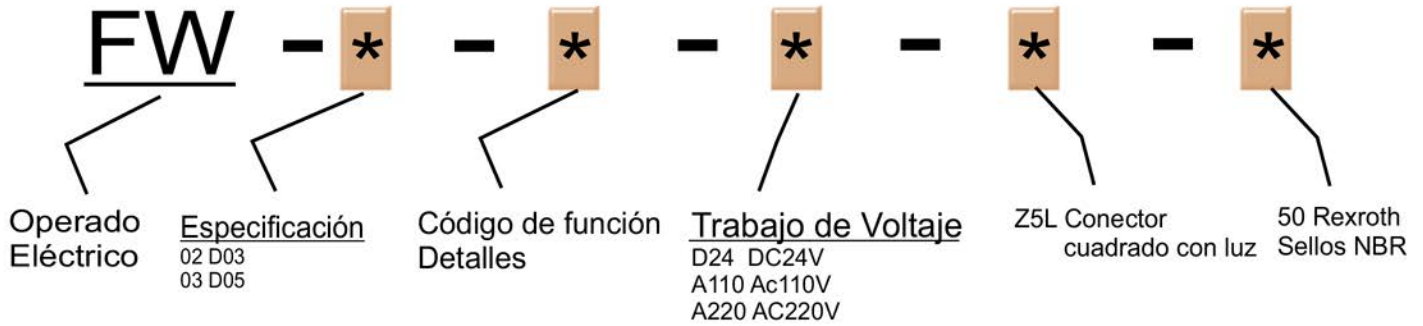 FW - * - * - * - * - *
Operado
Eléctrico
Especificación
02 D03
03 D05
Código de función
Detalles
Trabajo de Voltaje
D24 DC24V
A110 Ac110V
A220 AC220V
Z5L Conector
cuadrado con luz
50 Rexroth
Sellos NBR